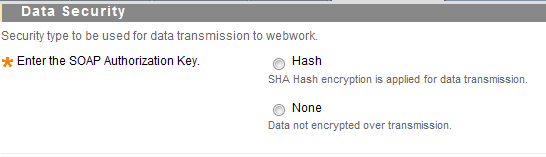 Data Security
Security type to be used for data transmission to webwork.
* Enter the SOAP Authorization Key.
Hash
SHA Hash encryption is applied for data transmission.
None
Data not encrypted over transmission.